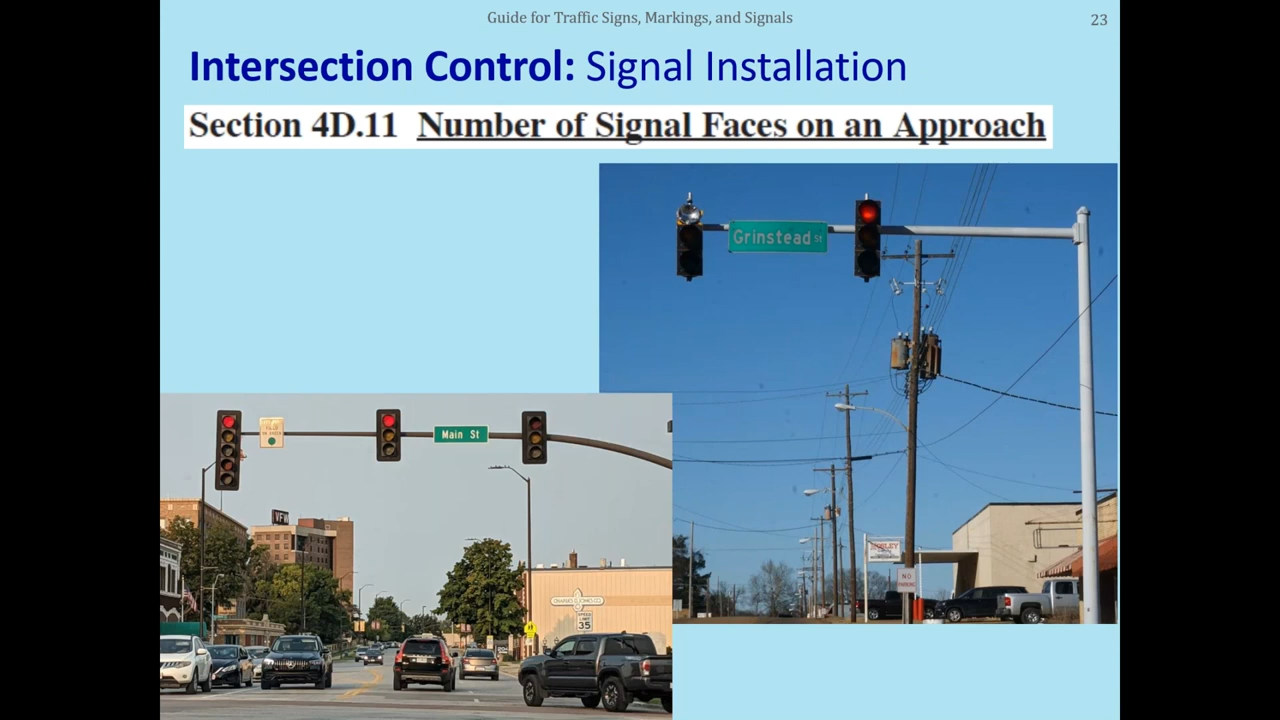 Guide for Traffic Signs, Markings, and Signals
23
Intersection Control: Signal Installation
Section 4D.11 Number of Signal Faces on an Approach
Grinstead St
Main St
VFW
SPEED
LIMIT
35
NO
PARKING